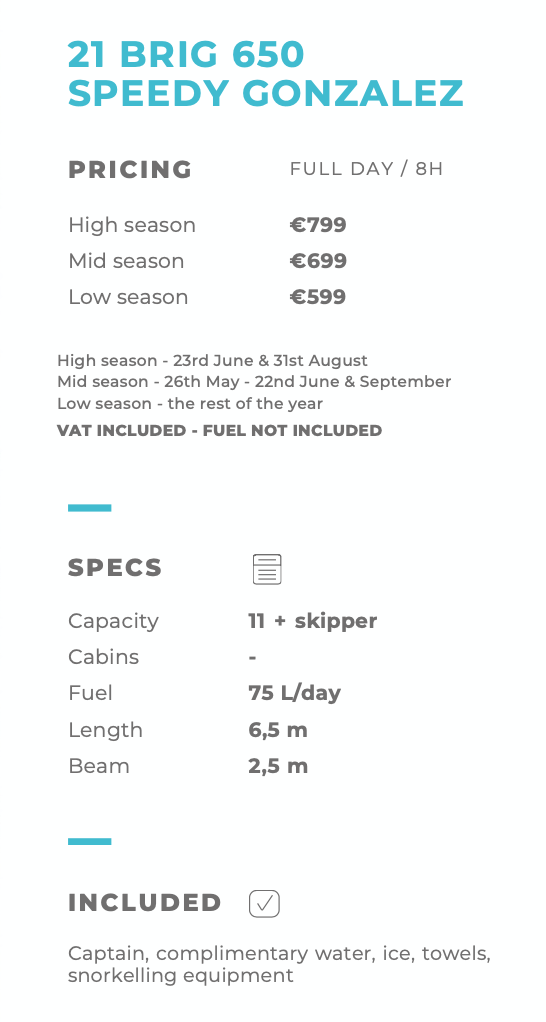 21 BRIG 650
SPEEDY GONZALEZ
PRICING FULL DAY / 8H
High season €799
Mid season €699
Low season €599
High season - 23rd June & 31st August
Mid season - 26th May - 22nd June & September
Low season - the rest of the year
VAT INCLUDED - FUEL NOT INCLUDED
SPECS
Capacity 11 + skipper
Cabins -
Fuel 75 L/day
Length 6,5 m
Beam 2,5 m
INCLUDED
Captain, complimentary water, ice, towels,
snorkelling equipment